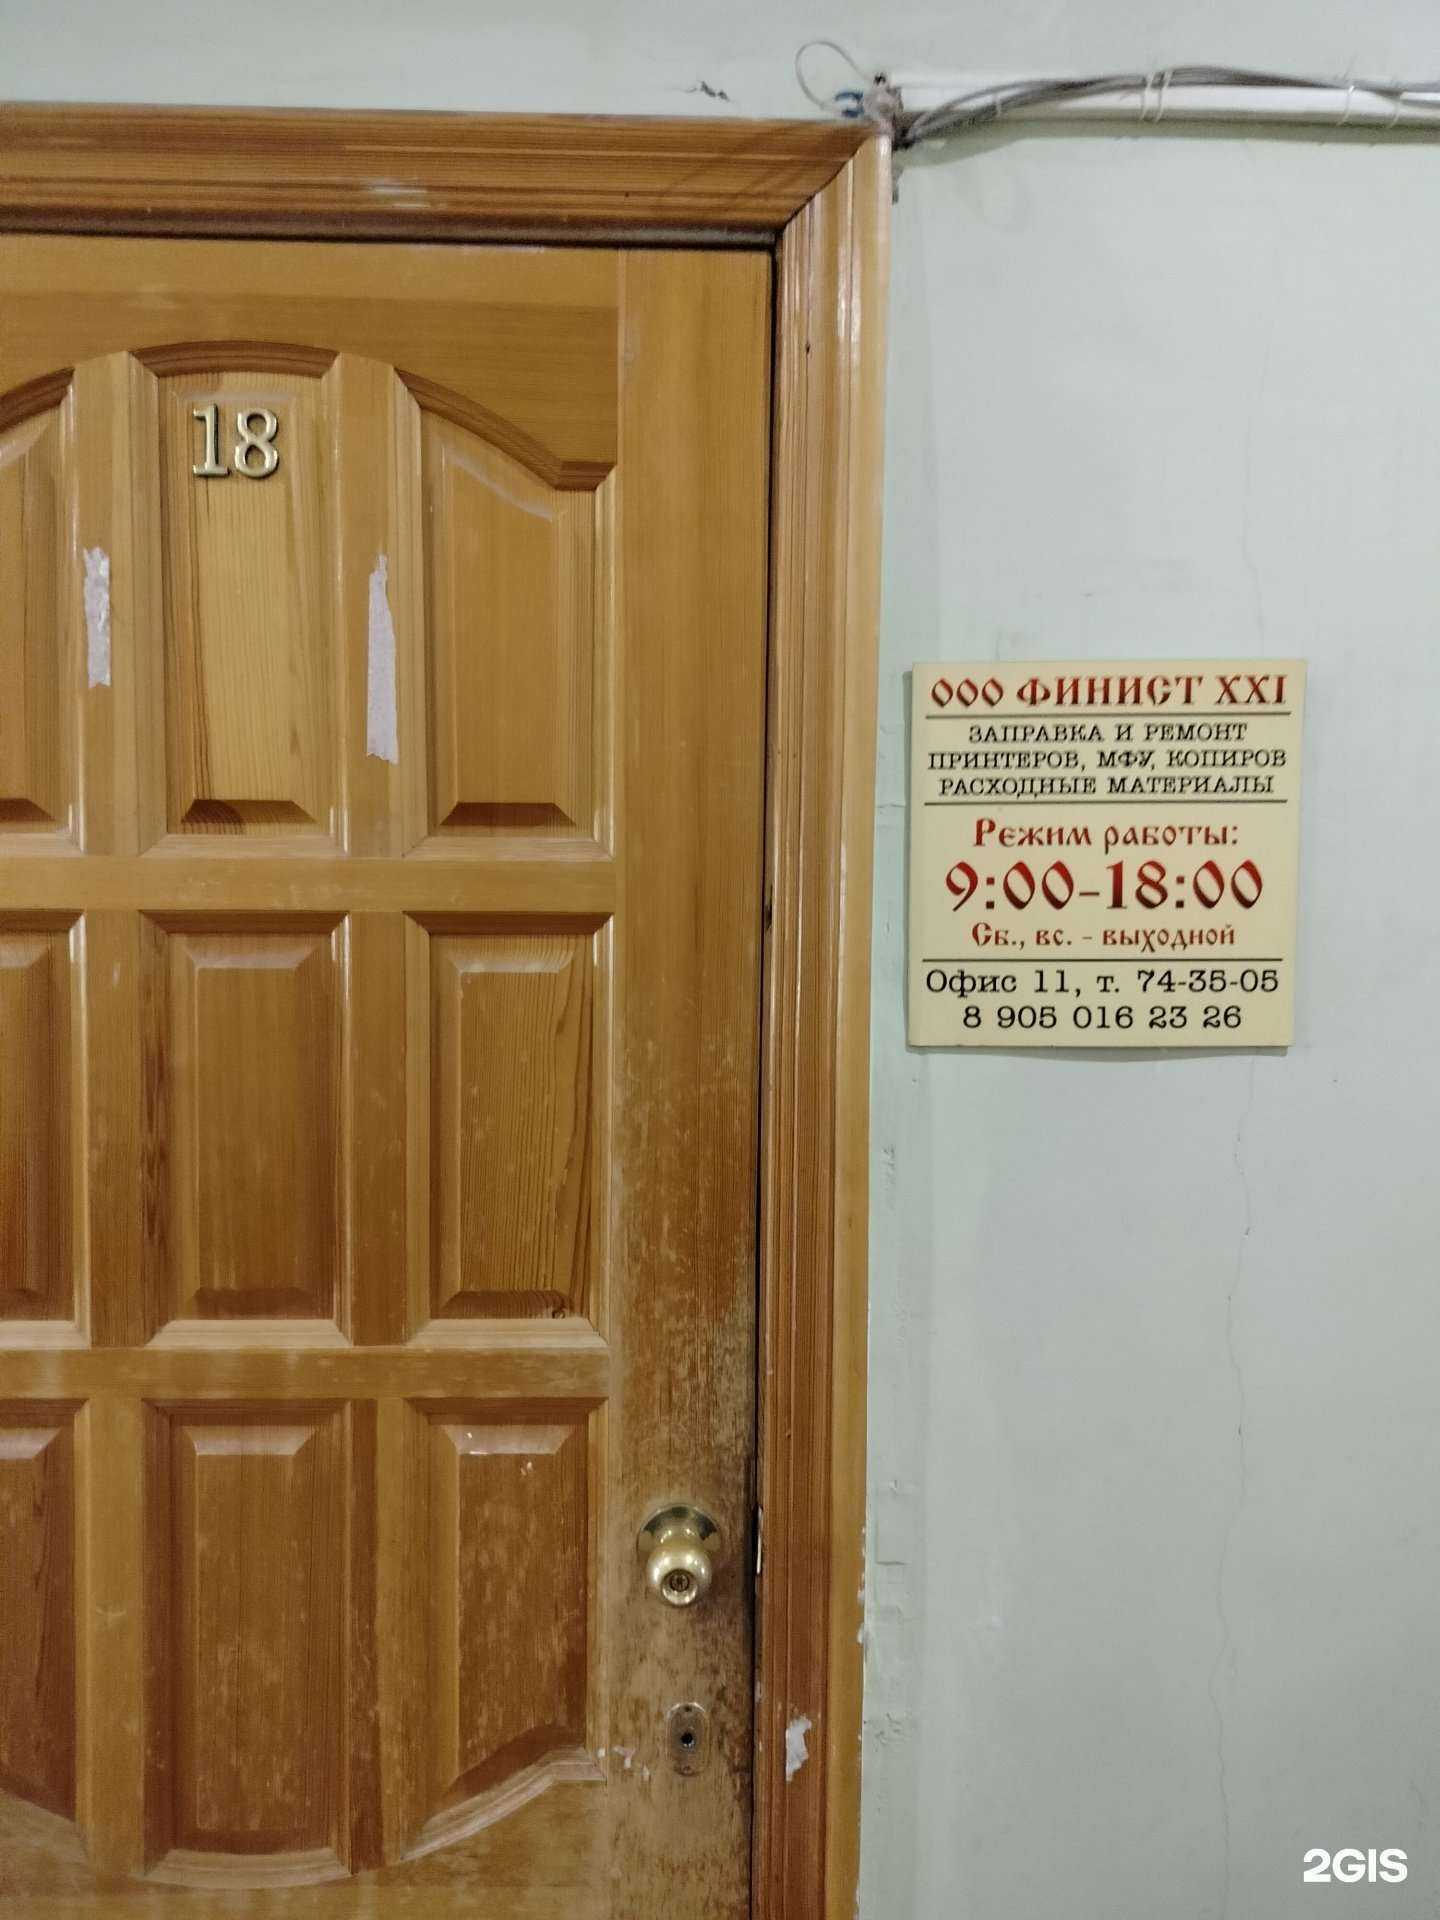 18
ООО ФИНИСТ XXI
ЗАПРАВКА И РЕМОНТ
ПРИНТЕРОВ, МФУ, КОПИРОВ
РАСХОДНЫЕ МАТЕРИАЛЫ
Режим работы:
9:00-18:00
Сб., вс. - выходной
Офис 11, т. 74-35-05
8 905 016 23 26
2GIS